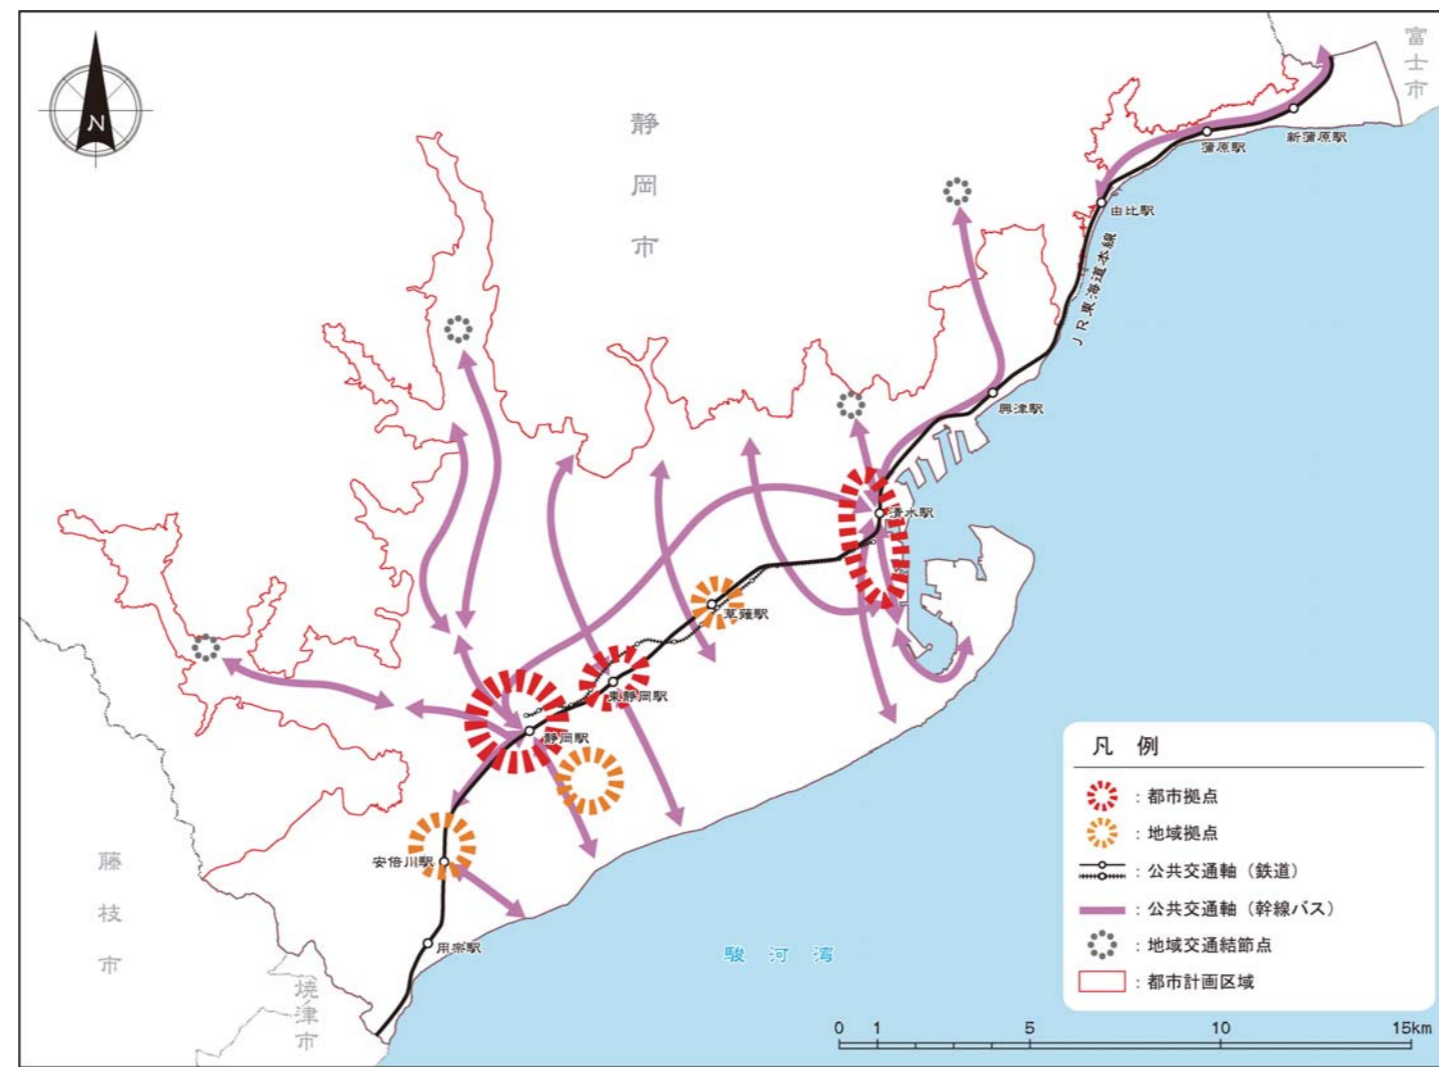 N
富士市
静岡市
新蒲原駅
蒲原駅
由比駅
JR東海道本線
興津駅
清水駅
草薙駅
東静岡駅
静岡駅
安倍川駅
用宗駅
藤枝市
焼津市
駿河湾
凡 例
：都市拠点
：地域拠点
：公共交通軸（鉄道）
：公共交通軸（幹線バス）
：地域交通結節点
：都市計画区域
0 1 5 10 15km